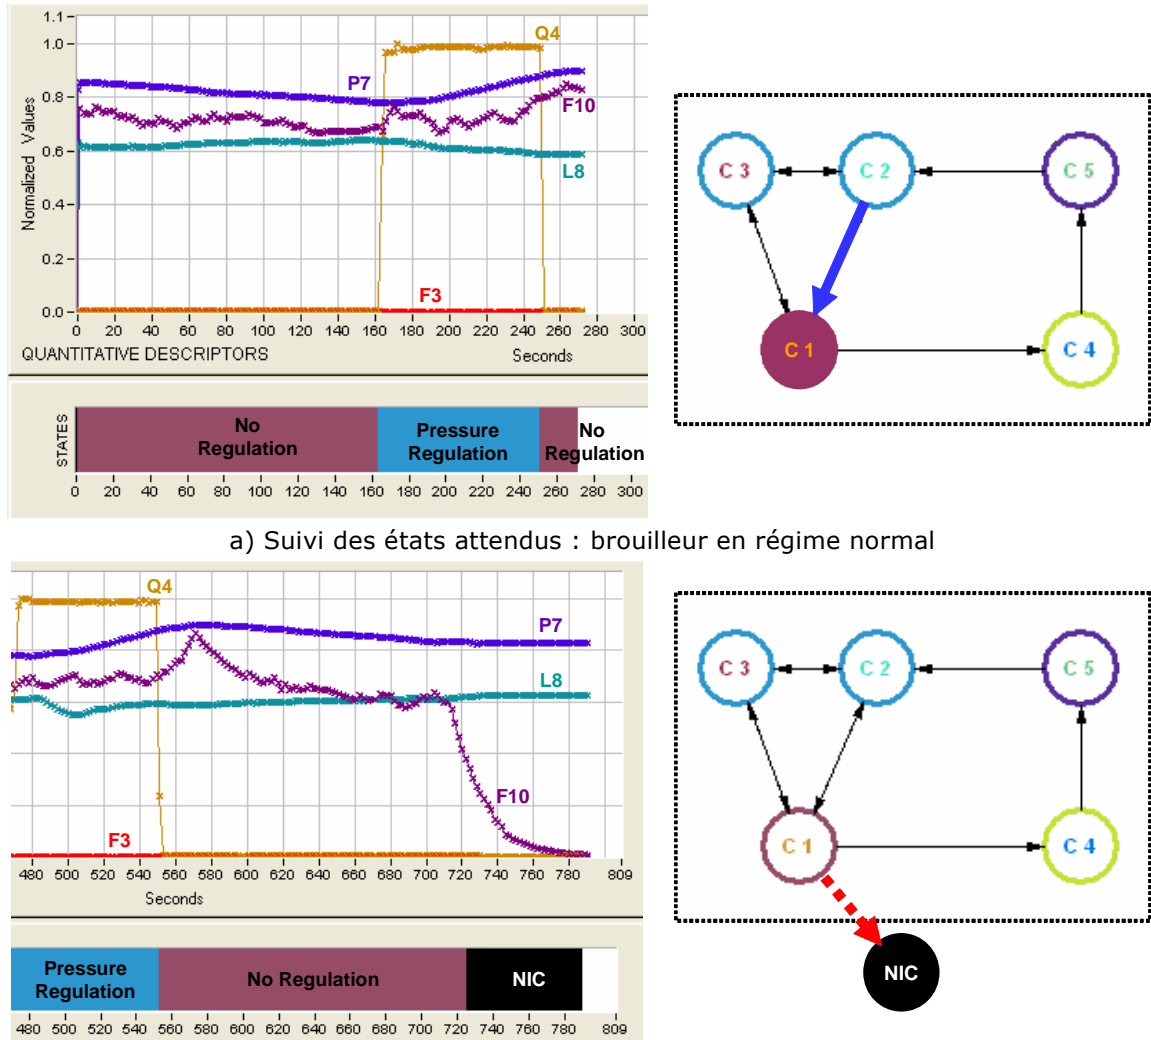 1.1
1.0
0.8
0.6
0.4
0.2
0.0
Normalized Values
Q4
P7
F10
L8
F3
0 20 40 60 80 100 120 140 160 180 200 220 240 260 280 300
QUANTITATIVE DESCRIPTORS Seconds
STATES
No
Regulation
Pressure
Regulation
No
Regulation
0 20 40 60 80 100 120 140 160 180 200 220 240 260 280 300
C 3
C 2
C 5
C 1
C 4
a) Suivi des états attendus : brouilleur en régime normal
Q4
P7
L8
F10
F3
480 500 520 540 560 580 600 620 640 660 680 700 720 740 760 780 809
Seconds
Pressure
Regulation
No Regulation
NIC
480 500 520 540 560 580 600 620 640 660 680 700 720 740 760 780 809
C 3
C 2
C 5
C 1
C 4
NIC